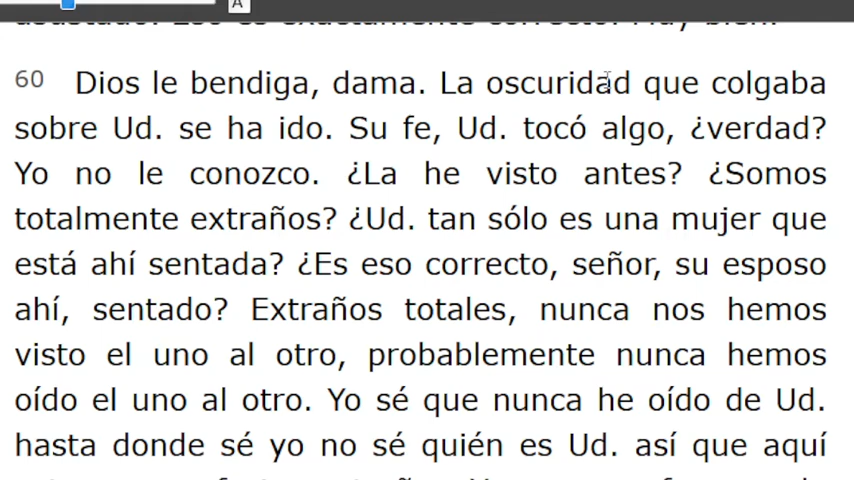 A
60 Dios le bendiga, dama. La oscuridad que colgaba
sobre Ud. se ha ido. Su fe, Ud. tocó algo, ¿verdad?
Yo no le conozco. ¿La he visto antes? ¿Somos
totalmente extraños? ¿Ud. tan sólo es una mujer que
está ahí sentada? ¿Es eso correcto, señor, su esposo
ahí, sentado? Extraños totales, nunca nos hemos
visto el uno al otro, probablemente nunca hemos
oído el uno al otro. Yo sé que nunca he oído de Ud.
hasta donde sé yo no sé quién es Ud. así que aquí